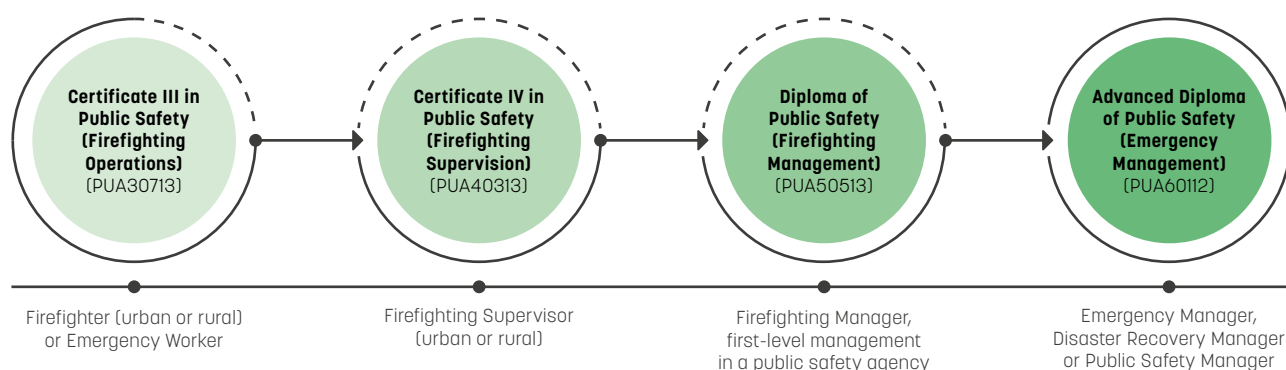 Certificate III in
Public Safety
(Firefighting
Operations)
(PUA30713)
Certificate IV in
Public Safety
(Firefighting
Supervision)
(PUA40313)
Diploma of
Public Safety
(Firefighting
Management)
(PUA50513)
Advanced Diploma
of Public Safety
(Emergency
Management)
(PUA60112)
Firefighter (urban or rural)
or Emergency Worker
Firefighting Supervisor
(urban or rural)
Firefighting Manager,
first-level management
in a public safety agency
Emergency Manager,
Disaster Recovery Manager
or Public Safety Manager